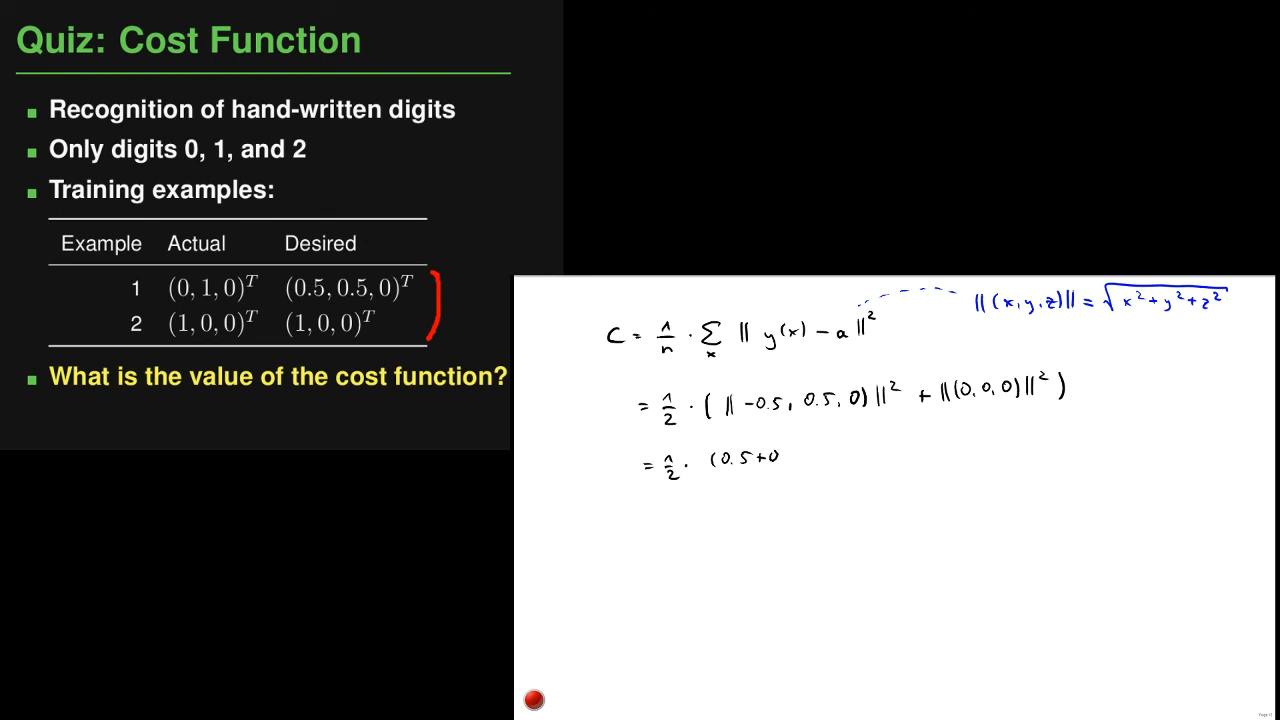 Quiz: Cost Function
Recognition of hand-written digits
Only digits 0, 1, and 2
Training examples:
Example Actual Desired
1 (0, 1, 0)^T (0.5, 0.5, 0)^T
2 (1, 0, 0)^T (1, 0, 0)^T
What is the value of the cost function?
||(x,y,z)|| = √x²+y²+z²
C = 1/n · ∑x || y(x) - a ||²
= 1/2 · ( || -0.5, 0.5, 0)||² + ||(0,0,0)||² )
= 1/2 · (0.5+0
Page 12